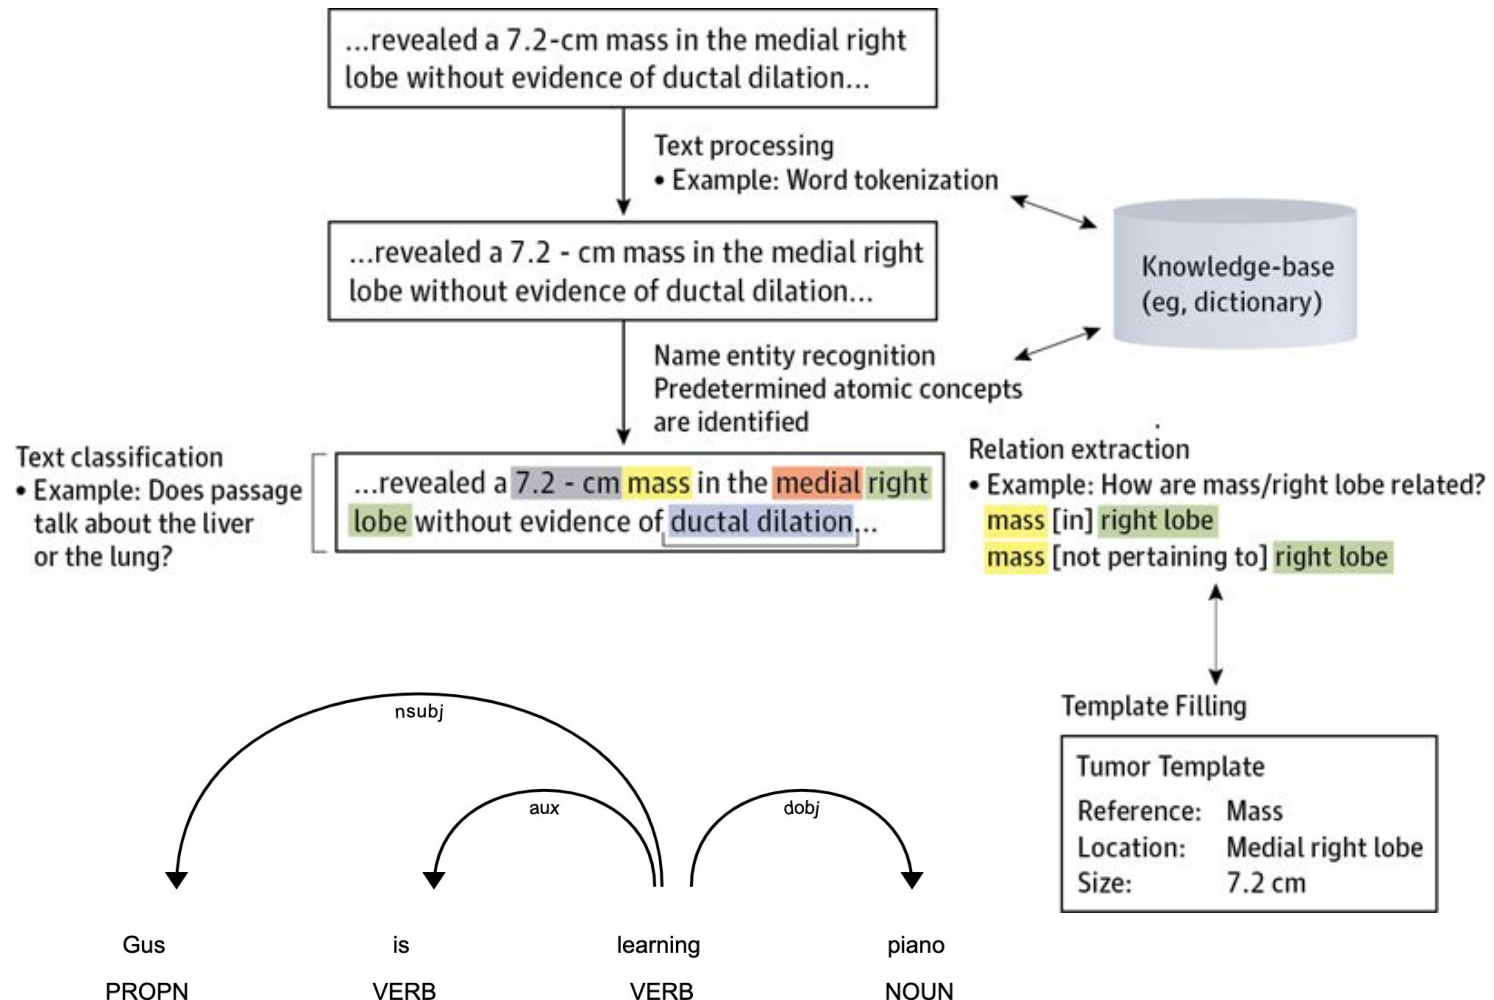 ...revealed a 7.2-cm mass in the medial right
lobe without evidence of ductal dilation...
Text processing
• Example: Word tokenization
...revealed a 7.2 - cm mass in the medial right
lobe without evidence of ductal dilation...
Knowledge-base
(eg, dictionary)
Name entity recognition
Predetermined atomic concepts
are identified
Text classification
• Example: Does passage
talk about the liver
or the lung?
...revealed a 7.2 - cm mass in the medial right
lobe without evidence of ductal dilation...
Relation extraction
• Example: How are mass/right lobe related?
mass [in] right lobe
mass [not pertaining to] right lobe
Template Filling
Tumor Template
Reference: Mass
Location: Medial right lobe
Size: 7.2 cm
nsubj
aux
dobj
Gus is learning piano
PROPN VERB VERB NOUN